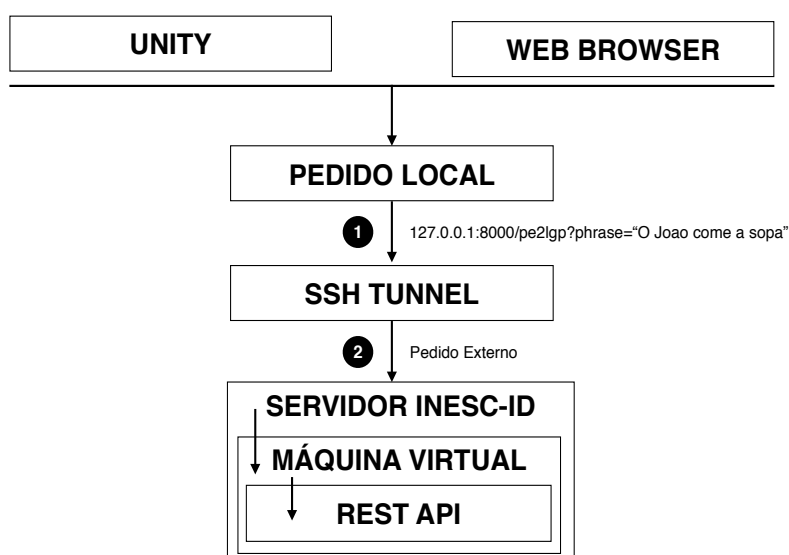 UNITY
WEB BROWSER
PEDIDO LOCAL
1
127.0.0.1:8000/pe2lgp?phrase=“O Joao come a sopa”
SSH TUNNEL
2
Pedido Externo
SERVIDOR INESC-ID
MÁQUINA VIRTUAL
REST API